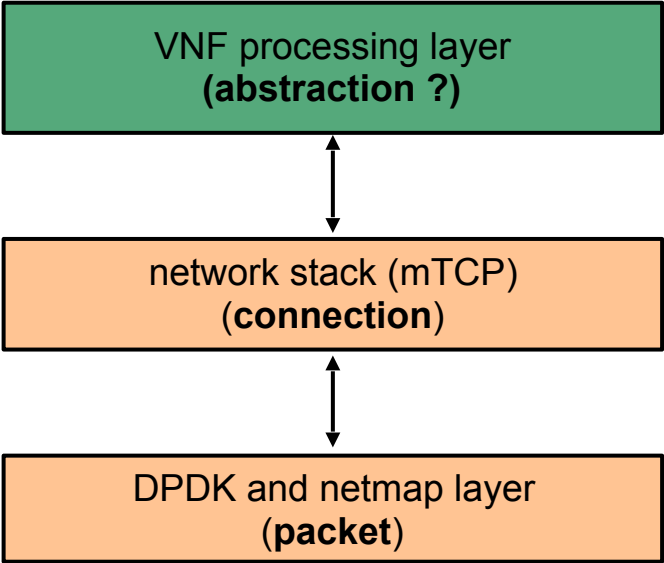 VNF processing layer
(abstraction ?)
network stack (mTCP)
(connection)
DPDK and netmap layer
(packet)